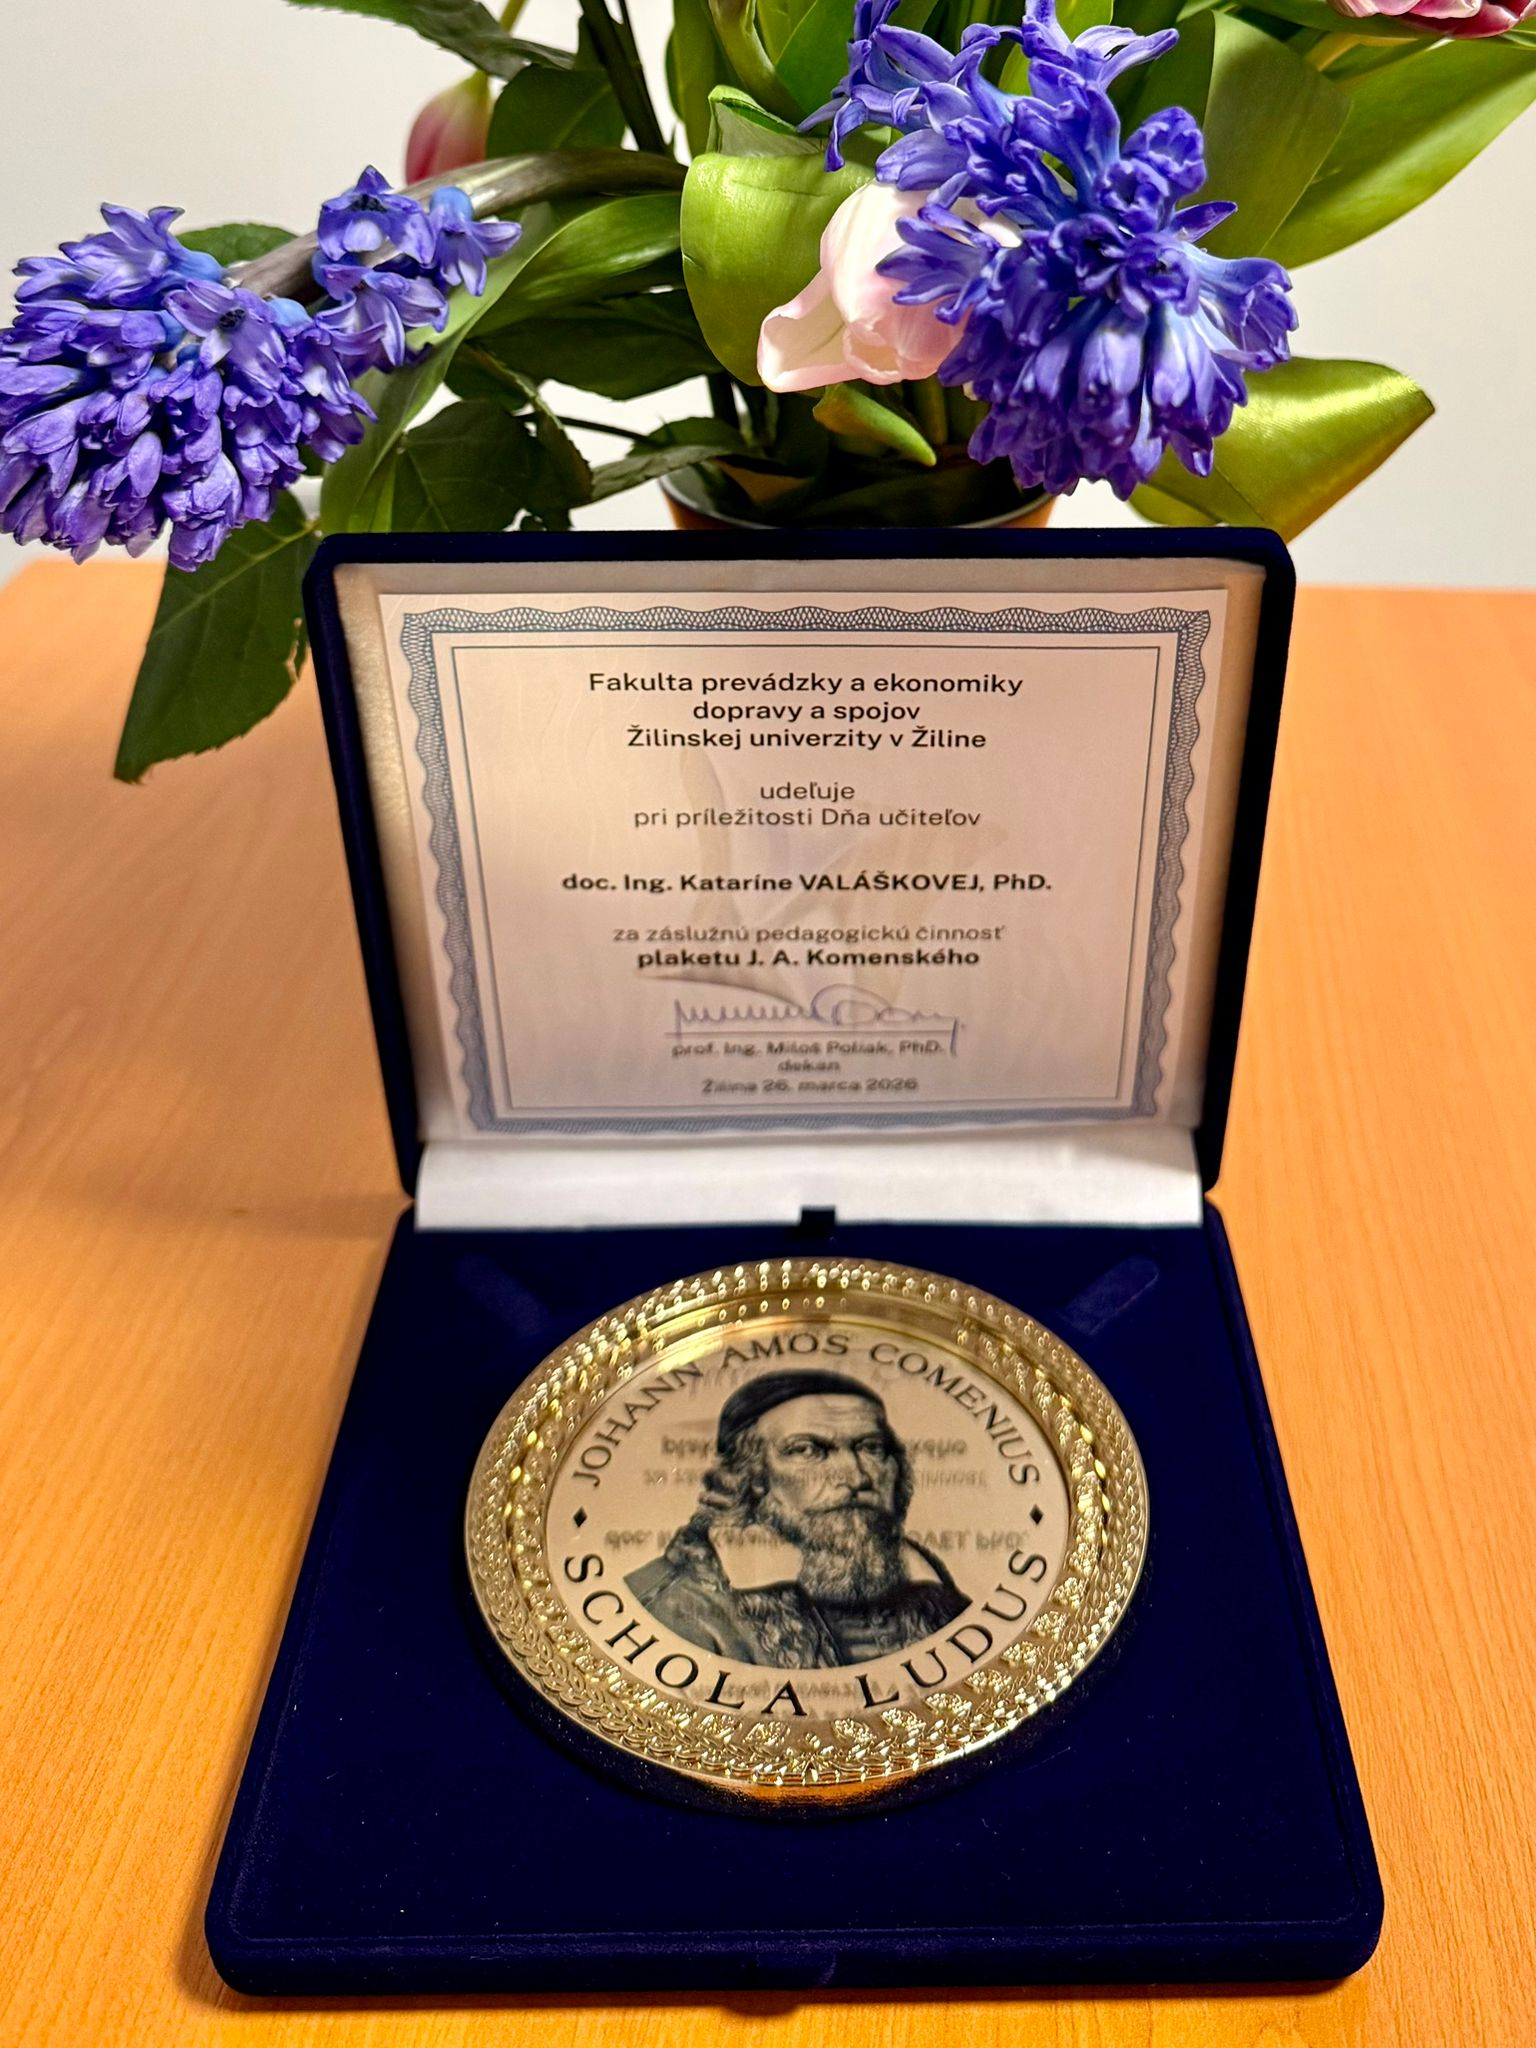 Fakulta prevádzky a ekonomiky
dopravy a spojov
Žilinskej univerzity v Žiline
udeľuje
pri príležitosti Dňa učiteľov
doc. Ing. Kataríne VALÁŠKOVEJ, PhD.
za záslužnú pedagogickú činnosť
plaketu J. A. Komenského
prof. Ing. Miloš Poliak, PhD.
dekan
Žilina 26. marca 2026
JOHANN AMOS COMENIUS
SCHOLA LUDUS